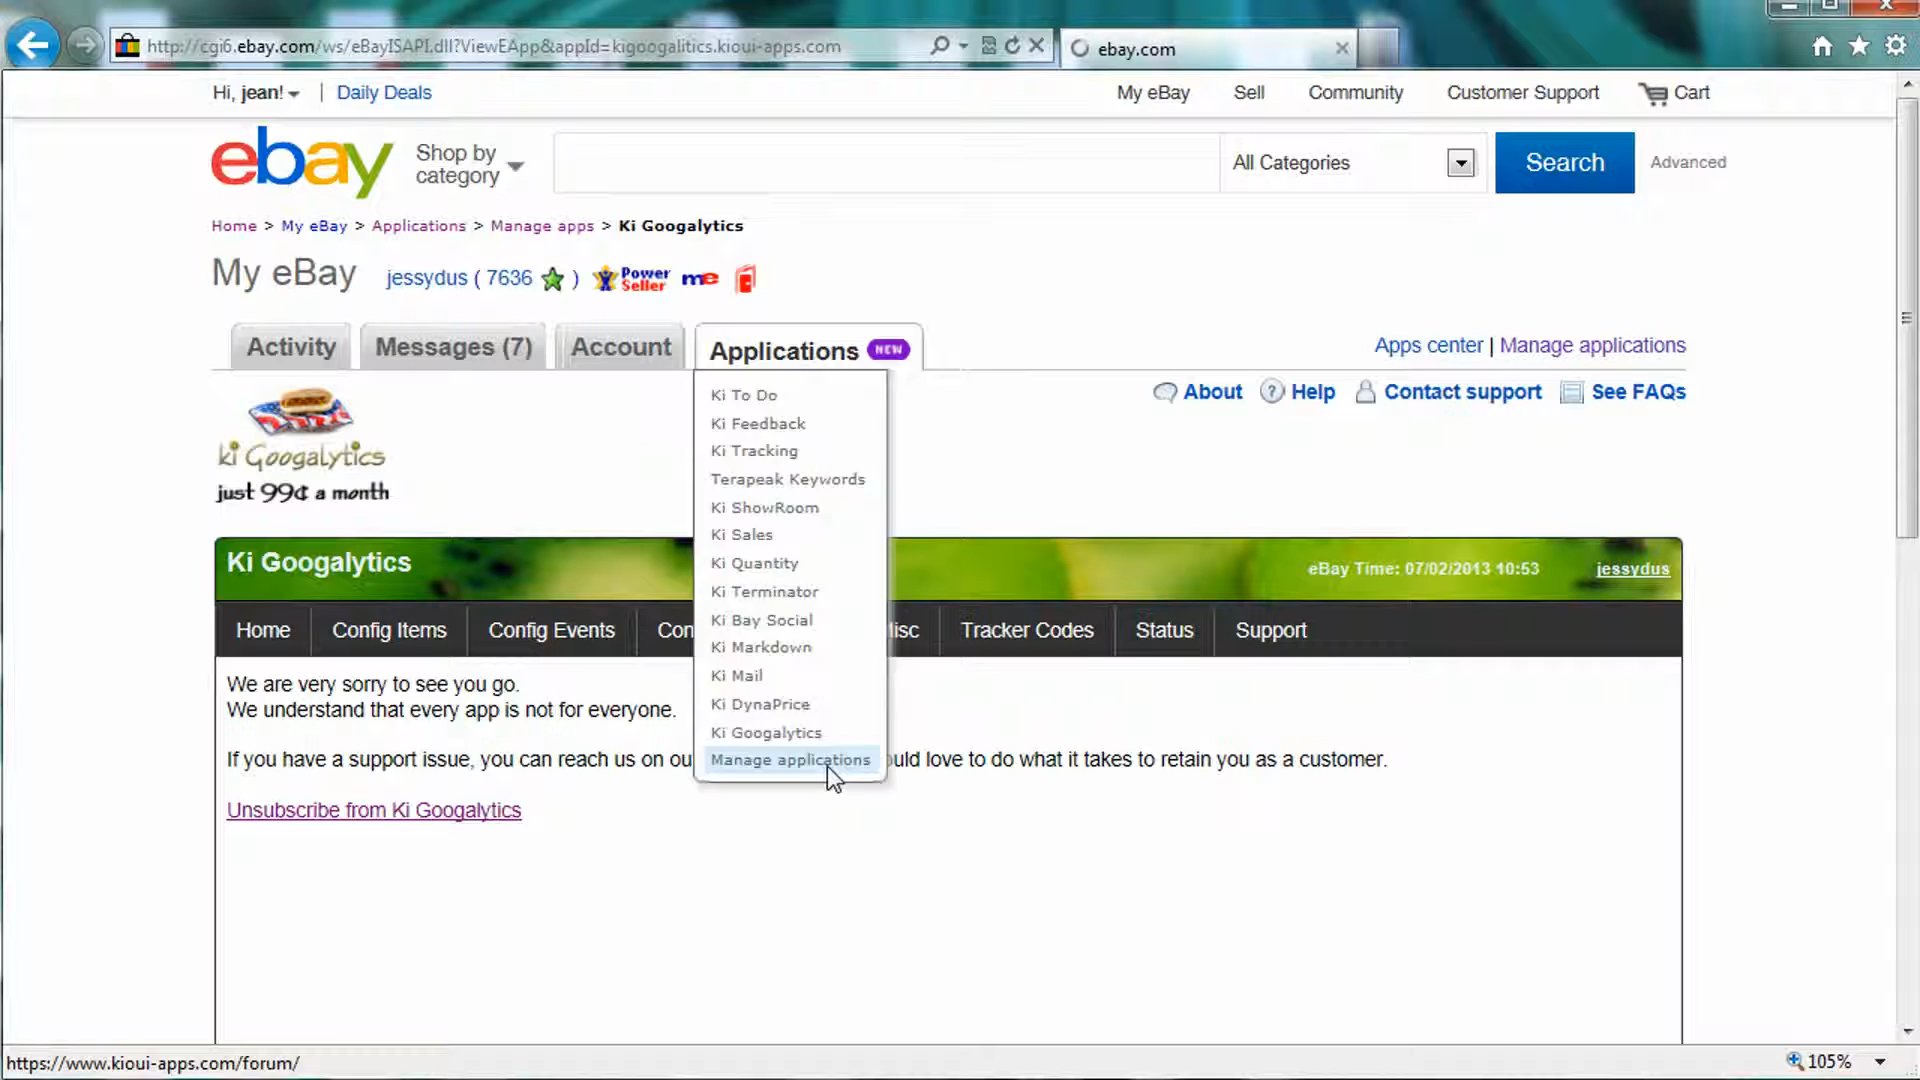 http://cgi6.ebay.com/ws/eBayISAPI.dll?ViewEApp&appId=kigoogalitics.kioui-apps.com
ebay.com
Hi, jean! | Daily Deals
My eBay Sell Community Customer Support Cart
ebay
Shop by category
All Categories
Search
Advanced
Home > My eBay > Applications > Manage apps > Ki Googalytics
My eBay jessydus ( 7636 ) Power Seller me
Activity Messages (7) Account Applications NEW
Apps center | Manage applications
About Help Contact support See FAQs
ki Googalytics
just 99¢ a month
Ki To Do
Ki Feedback
Ki Tracking
Terapeak Keywords
Ki ShowRoom
Ki Sales
Ki Quantity
Ki Terminator
Ki Bay Social
Ki Markdown
Ki Mail
Ki DynaPrice
Ki Googalytics
Manage applications
Ki Googalytics
eBay Time: 07/02/2013 10:53 jessydus
Home Config Items Config Events Con isc Tracker Codes Status Support
We are very sorry to see you go.
We understand that every app is not for everyone.
If you have a support issue, you can reach us on ou uld love to do what it takes to retain you as a customer.
Unsubscribe from Ki Googalytics
https://www.kioui-apps.com/forum/
105%